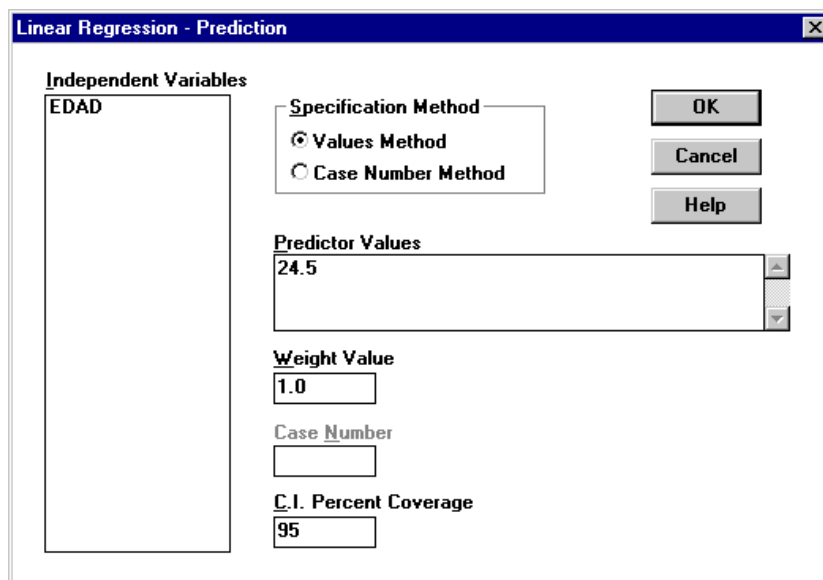 Linear Regression - Prediction
Independent Variables
EDAD
Specification Method
Values Method
Case Number Method
OK
Cancel
Help
Predictor Values
24.5
Weight Value
1.0
Case Number
C.I. Percent Coverage
95